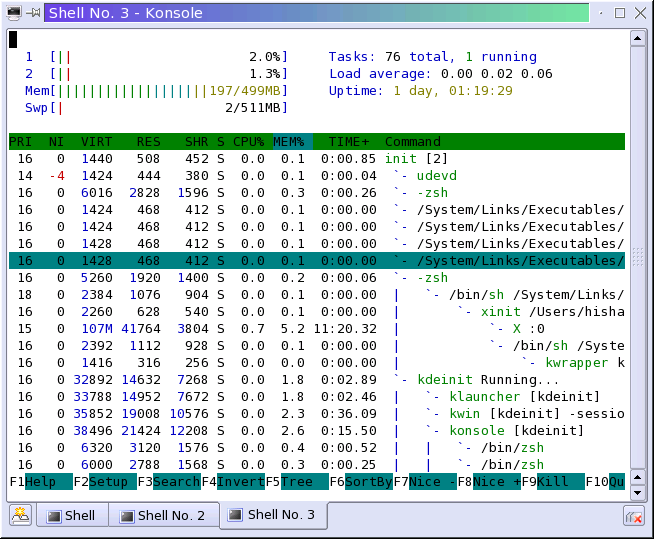 Shell No. 3 - Konsole
1 [|| 2.0%] Tasks: 76 total, 1 running
2 [|| 1.3%] Load average: 0.00 0.02 0.06
Mem[||||||||||||||||||||197/499MB] Uptime: 1 day, 01:19:29
Swp[| 2/511MB]
PRI NI VIRT RES SHR S CPU% MEM% TIME+ Command
16 0 1440 508 452 S 0.0 0.1 0:00.85 init [2]
14 -4 1424 444 380 S 0.0 0.1 0:00.04 `- udevd
16 0 6016 2828 1596 S 0.0 0.3 0:00.26 `- -zsh
16 0 1424 468 412 S 0.0 0.1 0:00.00 `- /System/Links/Executables/
16 0 1424 468 412 S 0.0 0.1 0:00.00 `- /System/Links/Executables/
16 0 1428 468 412 S 0.0 0.1 0:00.00 `- /System/Links/Executables/
16 0 1428 468 412 S 0.0 0.1 0:00.00 `- /System/Links/Executables/
16 0 5260 1920 1400 S 0.0 0.2 0:00.06 `- -zsh
18 0 2384 1076 904 S 0.0 0.1 0:00.00 | `- /bin/sh /System/Links/
16 0 2260 628 540 S 0.0 0.1 0:00.00 | `- xinit /Users/hisha
15 0 107M 41764 3804 S 0.7 5.2 11:20.32 | `- X :0
16 0 2392 1112 928 S 0.0 0.1 0:00.00 | `- /bin/sh /Syste
16 0 1416 316 256 S 0.0 0.0 0:00.00 | `- kwrapper k
16 0 32892 14632 7268 S 0.0 1.8 0:02.89 `- kdeinit Running...
16 0 33788 14952 7672 S 0.0 1.8 0:02.46 | `- klauncher [kdeinit]
16 0 35852 19008 10576 S 0.0 2.3 0:36.09 | `- kwin [kdeinit] -sessio
16 0 38496 21424 12208 S 0.0 2.6 0:15.50 | `- konsole [kdeinit]
16 0 6320 3120 1576 S 0.0 0.4 0:00.52 | | `- /bin/zsh
16 0 6000 2788 1568 S 0.0 0.3 0:00.25 | | `- /bin/zsh
F1Help F2Setup F3SearchF4InvertF5Tree F6SortByF7Nice -F8Nice +F9Kill F10Qu
Shell Shell No. 2 Shell No. 3